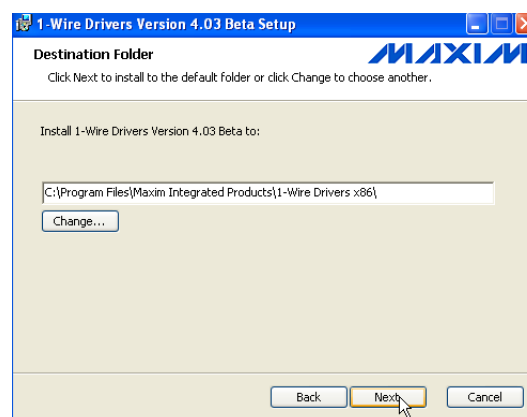 1-Wire Drivers Version 4.03 Beta Setup
Destination Folder
MAXIM
Click Next to install to the default folder or click Change to choose another.
Install 1-Wire Drivers Version 4.03 Beta to:
C:\Program Files\Maxim Integrated Products\1-Wire Drivers x86\
Change...
Back
Next
Cancel